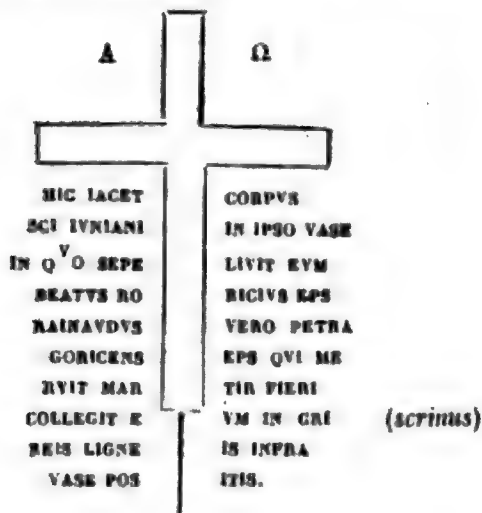 Α Ω
HIC IACET CORPVS
SCI IVNIANI IN IPSO VASE
IN QVO SEPE LIVIT EVM
BEATVS RO RICIVS EPS
RAINAVDVS VERO PETRA
GORICENS EPS QVI ME
RVIT MAR TIR FIERI
COLLEGIT E VM IN CRI (scrinus)
REIS LIGNE IS INFRA
VASE POS ITIS.